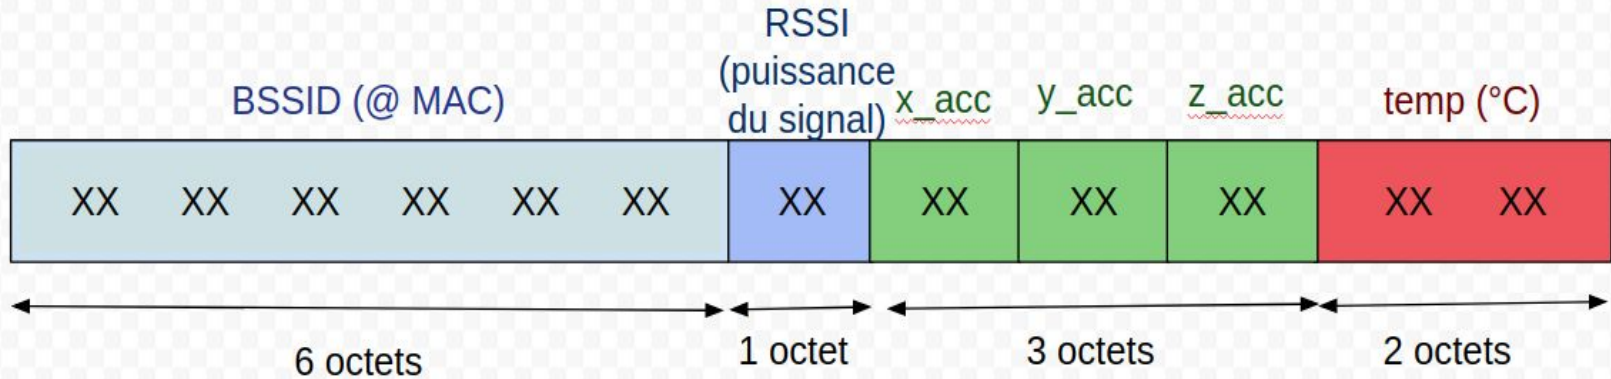 BSSID (@ MAC)
RSSI
(puissance
du signal)
x_acc
y_acc
z_acc
temp (°C)
XX XX XX XX XX XX XX XX XX XX XX XX
6 octets
1 octet
3 octets
2 octets